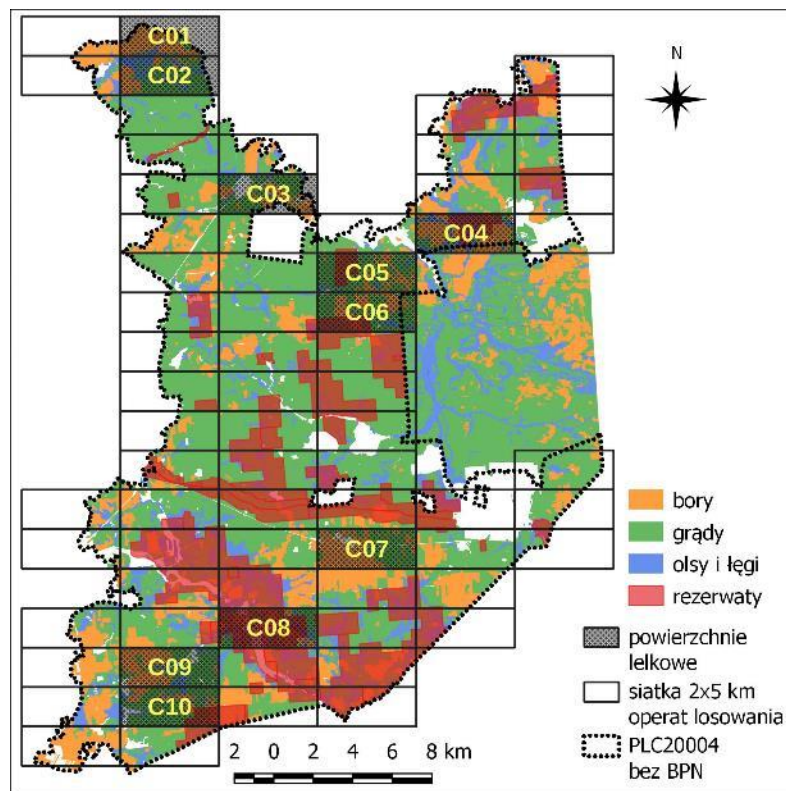 C01
C02
N
C03
C04
C05
C06
C07
C08
C09
C10
bory
grądy
olsy i łęgi
rezerwaty
powierzchnie
lelkowe
siatka 2x5 km
operat losowania
PLC20004
bez BPN
2 0 2 4 6 8 km